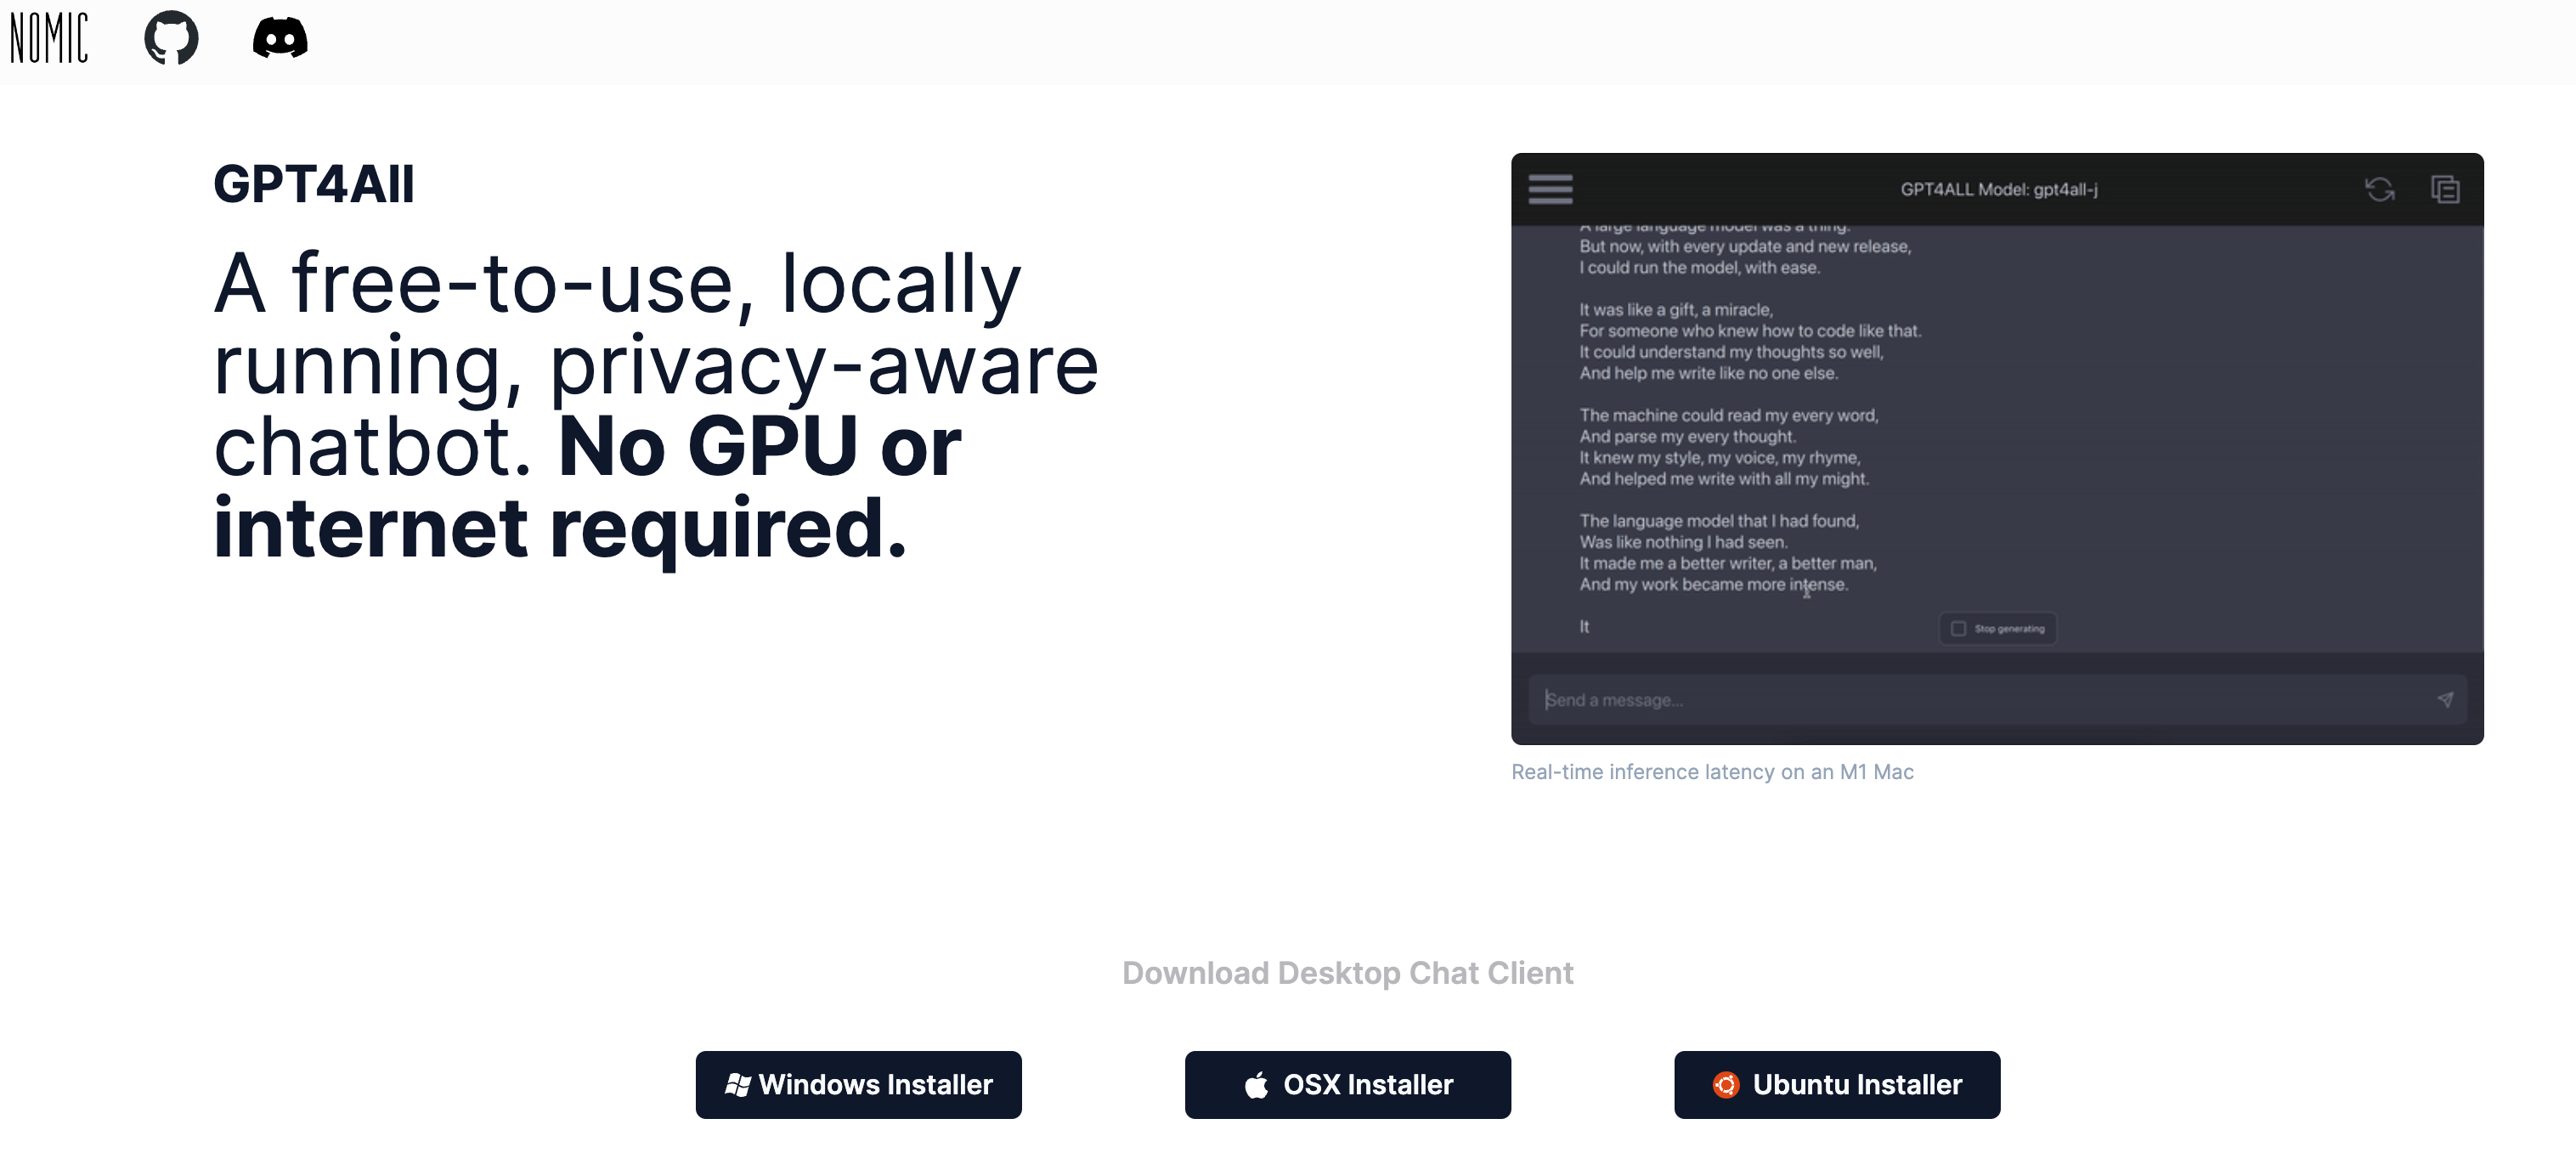 NOMIC
GPT4All
A free-to-use, locally
running, privacy-aware
chatbot. No GPU or
internet required.
GPT4ALL Model: gpt4all-j
A large language model was a thing.
But now, with every update and new release,
I could run the model, with ease.
It was like a gift, a miracle,
For someone who knew how to code like that.
It could understand my thoughts so well,
And help me write like no one else.
The machine could read my every word,
And parse my every thought.
It knew my style, my voice, my rhyme,
And helped me write with all my might.
The language model that I had found,
Was like nothing I had seen.
It made me a better writer, a better man,
And my work became more intense.
It
Stop generating
Send a message...
Real-time inference latency on an M1 Mac
Download Desktop Chat Client
Windows Installer
OSX Installer
Ubuntu Installer